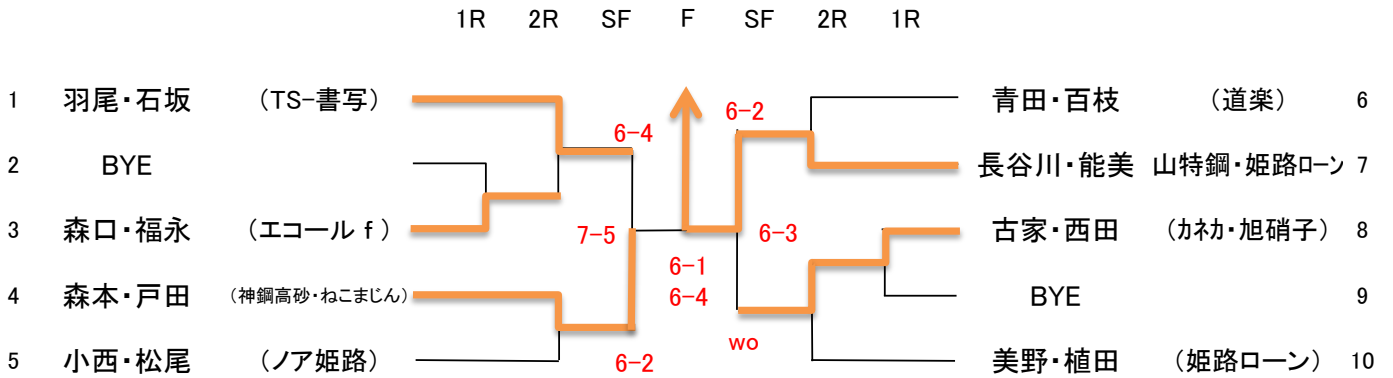 1R 2R SF F SF 2R 1R
1 羽尾・石坂 （TS-書写） 6-4 6-2 青田・百枝 （道楽） 6
2 BYE 長谷川・能美 山特鋼・姫路ローン 7
3 森口・福永 （エコール f ） 7-5 6-3 古家・西田 （カネカ・旭硝子） 8
6-1
4 森本・戸田 （神鋼高砂・ねこまじん） 6-4 BYE 9
5 小西・松尾 （ノア姫路） 6-2 wo 美野・植田 （姫路ローン） 10